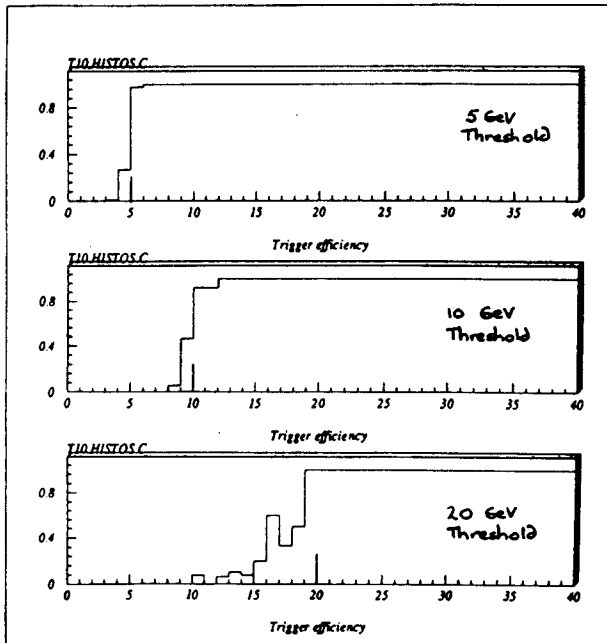 T10.HISTOS.C
0.8
0.4
0
5 GeV
Threshold
0 5 10 15 20 25 30 35 40
Trigger efficiency
T10.HISTOS.C
0.8
0.4
0
10 GeV
Threshold
0 5 10 15 20 25 30 35 40
Trigger efficiency
T10.HISTOS.C
0.8
0.4
0
20 GeV
Threshold
0 5 10 15 20 25 30 35 40
Trigger efficiency